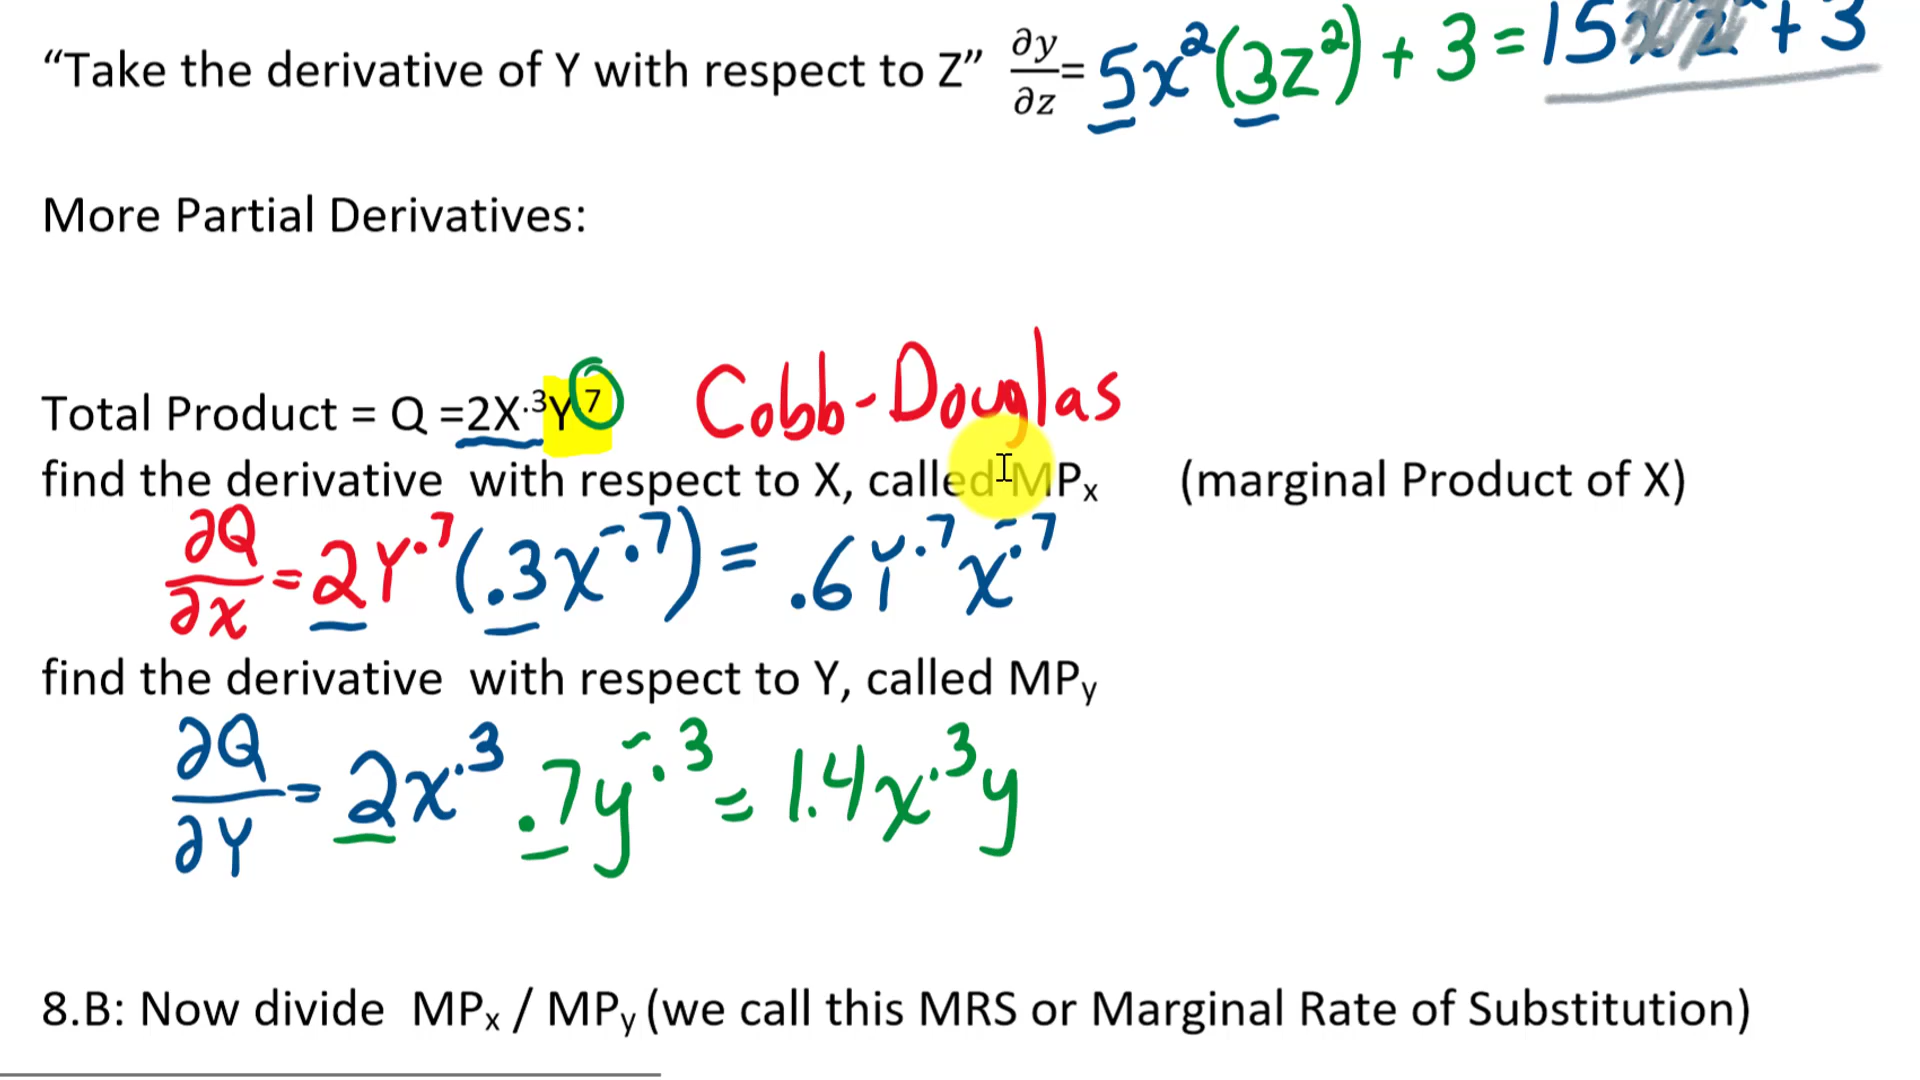 “Take the derivative of Y with respect to Z” ∂y/∂z = 5x²(3z²) + 3 = 15x²z² + 3
More Partial Derivatives:
Total Product = Q =2X^.3Y^.7 Cobb-Douglas
find the derivative with respect to X, called MPₓ (marginal Product of X)
∂Q/∂x = 2Y^.7(.3x^-.7) = .6Y^.7x^-.7
find the derivative with respect to Y, called MPy
∂Q/∂Y = 2x^.3 .7y^-.3 = 1.4x^.3y
8.B: Now divide MPₓ / MPy (we call this MRS or Marginal Rate of Substitution)